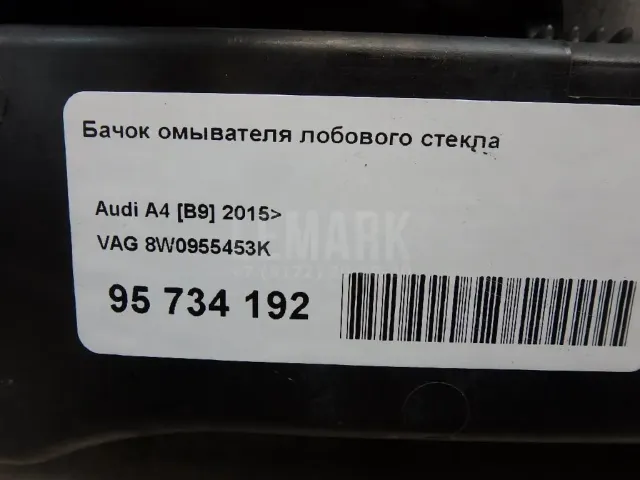 Бачок омывателя лобового стекла
Audi A4 [B9] 2015>
VAG 8W0955453K
95 734 192